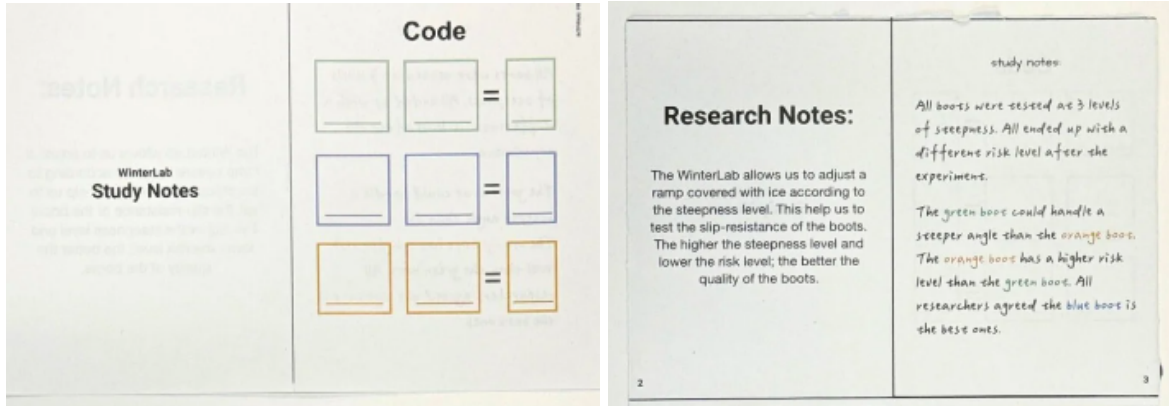 Code
=
=
=
WinterLab
Study Notes
Research Notes:
The WinterLab allows us to adjust a
ramp covered with ice according to
the steepness level. This help us to
test the slip-resistance of the boots.
The higher the steepness level and
lower the risk level; the better the
quality of the boots.
2
study notes:
All boots were tested at 3 levels
of steepness. All ended up with a
different risk level after the
experiment.
The green boot could handle a
steeper angle than the orange boot.
The orange boot has a higher risk
level than the green boot. All
researchers agreed the blue boot is
the best ones.
3